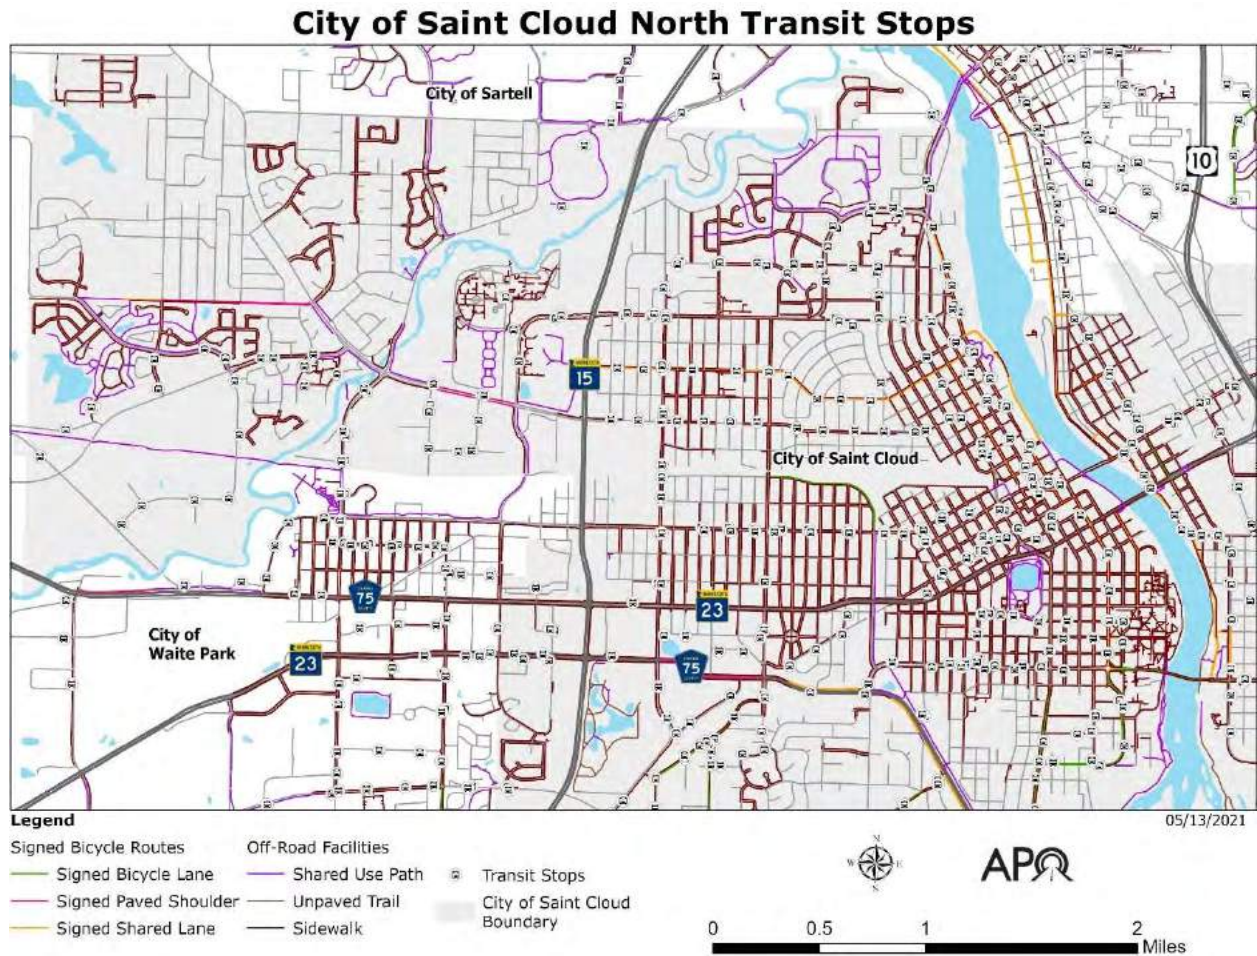 City of Saint Cloud North Transit Stops
City of Sartell
10
15
City of Saint Cloud
75
23
City of
Waite Park
23
75
05/13/2021
Legend
Signed Bicycle Routes
Off-Road Facilities
Signed Bicycle Lane
Shared Use Path
Transit Stops
Signed Paved Shoulder
Unpaved Trail
City of Saint Cloud
Boundary
Signed Shared Lane
Sidewalk
N
W E
S
APO
0 0.5 1 2
Miles